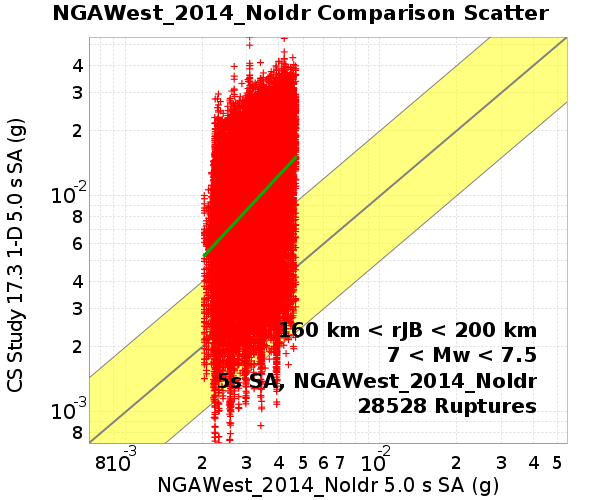 NGAWest_2014_NoIdr Comparison Scatter
CS Study 17.3 1-D 5.0 s SA (g)
4
3
2
10⁻²
8
6
4
3
2
10⁻³
8
160 km < rJB < 200 km
7 < Mw < 7.5
5s SA, NGAWest_2014_NoIdr
28528 Ruptures
8 10⁻³ 2 3 4 5 6 7 10⁻² 2 3 4 5
NGAWest_2014_NoIdr 5.0 s SA (g)